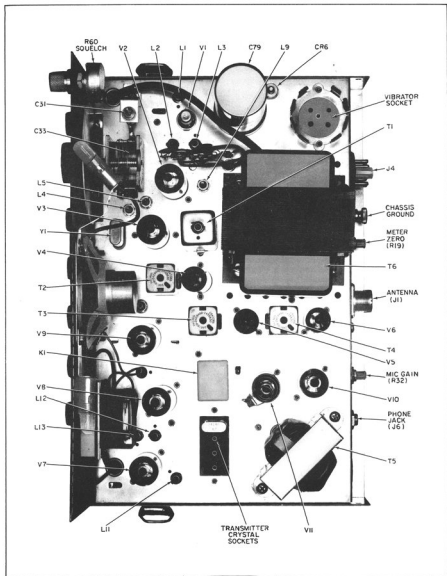 R60
SQUELCH
V2
L2
L1
V1
L3
L9
C79
CR6
C31
C33
VIBRATOR
SOCKET
T1
J4
L5
L4
V3
Y1
CHASSIS
GROUND
METER
ZERO
(R19)
V4
T2
T6
T3
ANTENNA
(J1)
V9
V6
T4
V5
K1
MIC GAIN
(R32)
V8
V10
L12
PHONE
JACK
(J6)
L13
V7
T5
L11
TRANSMITTER
CRYSTAL
SOCKETS
V11